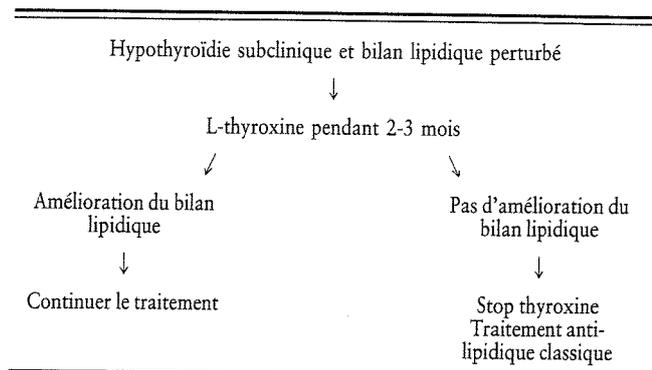 Hypothyroïdie subclinique et bilan lipidique perturbé
L-thyroxine pendant 2-3 mois
Amélioration du bilan
lipidique
Pas d'amélioration du
bilan lipidique
Continuer le traitement
Stop thyroxine
Traitement anti-
lipidique classique